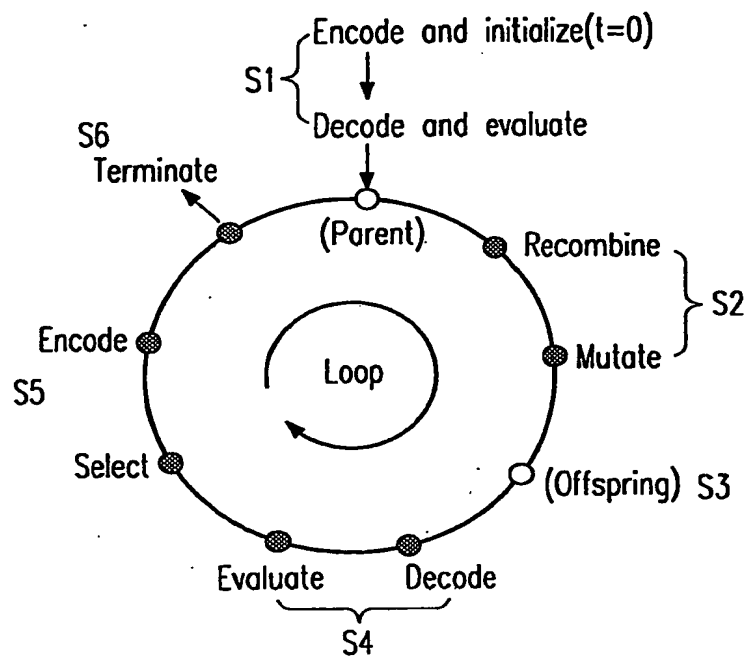 Encode and initialize(t=0)
S1
Decode and evaluate
S6
Terminate
(Parent)
Recombine
S2
Encode
Loop
Mutate
S5
Select
(Offspring) S3
Evaluate Decode
S4